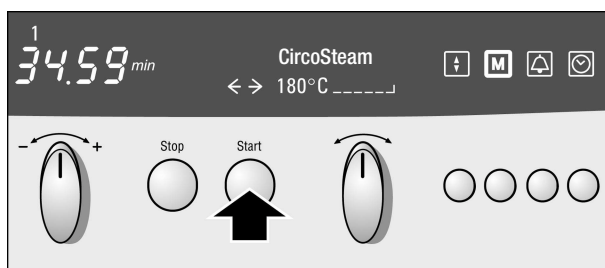 1
34.59 min
CircoSteam
180°C
M
- +
Stop
Start